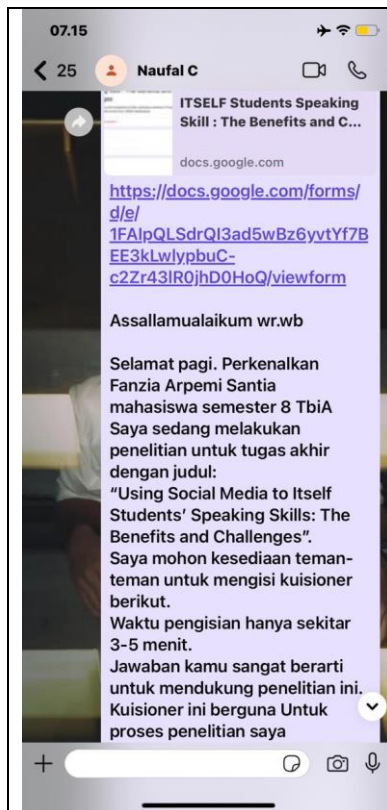 07.15
25 Naufal C
ITSELF Students Speaking
Skill : The Benefits and C...
docs.google.com
https://docs.google.com/forms/
d/e/
1FAIpQLSdrQI3ad5wBz6yvtYf7B
EE3kLwlypbuC-
c2Zr43lR0jhD0HoQ/viewform
Assallamualaikum wr.wb
Selamat pagi. Perkenalkan
Fanzia Arpemi Santia
mahasiswa semester 8 TbiA
Saya sedang melakukan
penelitian untuk tugas akhir
dengan judul:
“Using Social Media to Itself
Students’ Speaking Skills: The
Benefits and Challenges”.
Saya mohon kesediaan teman-
teman untuk mengisi kuisioner
berikut.
Waktu pengisian hanya sekitar
3-5 menit.
Jawaban kamu sangat berarti
untuk mendukung penelitian ini.
Kuisioner ini berguna Untuk
proses penelitian saya